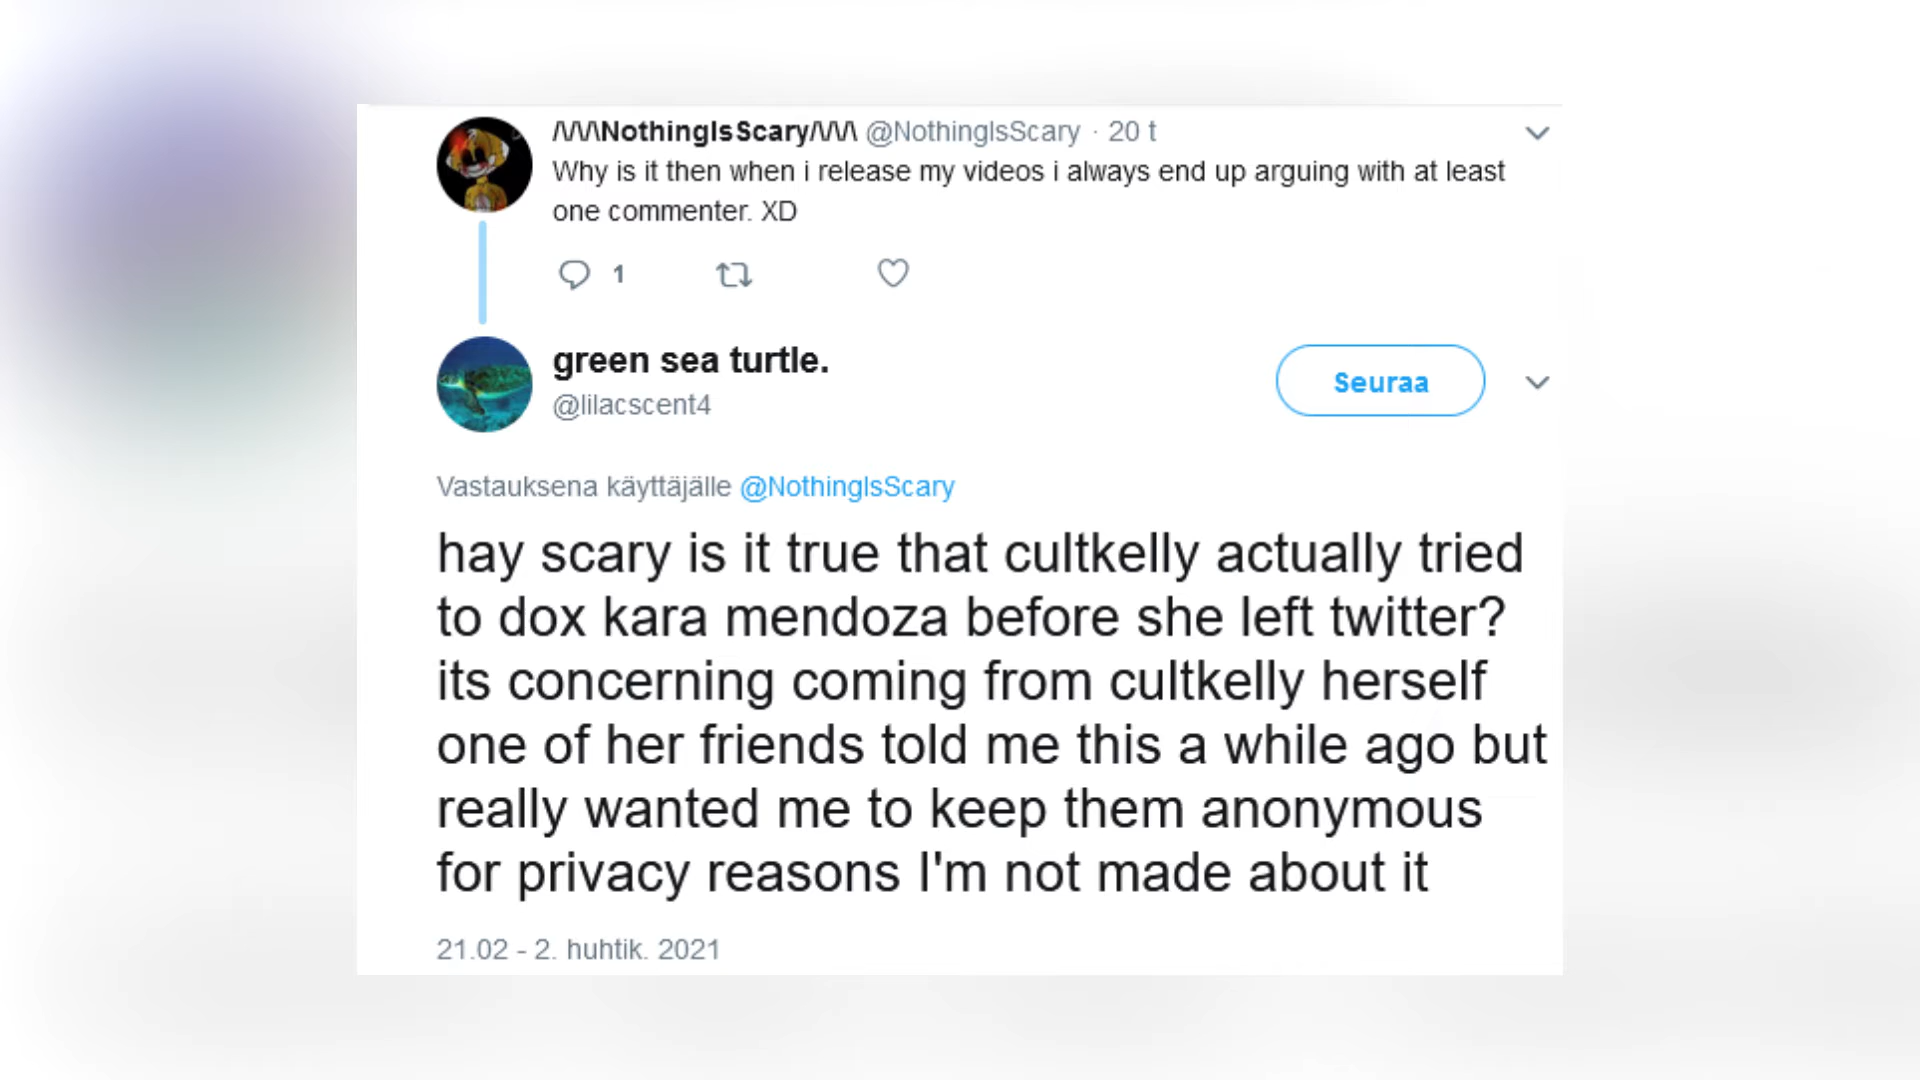 /\/\/\NothingIsScary/\/\/\ @NothingIsScary · 20 t
Why is it then when i release my videos i always end up arguing with at least
one commenter. XD
1
green sea turtle.
@lilacscent4
Seuraa
Vastauksena käyttäjälle @NothingIsScary
hay scary is it true that cultkelly actually tried
to dox kara mendoza before she left twitter?
its concerning coming from cultkelly herself
one of her friends told me this a while ago but
really wanted me to keep them anonymous
for privacy reasons I'm not made about it
21.02 - 2. huhtik. 2021